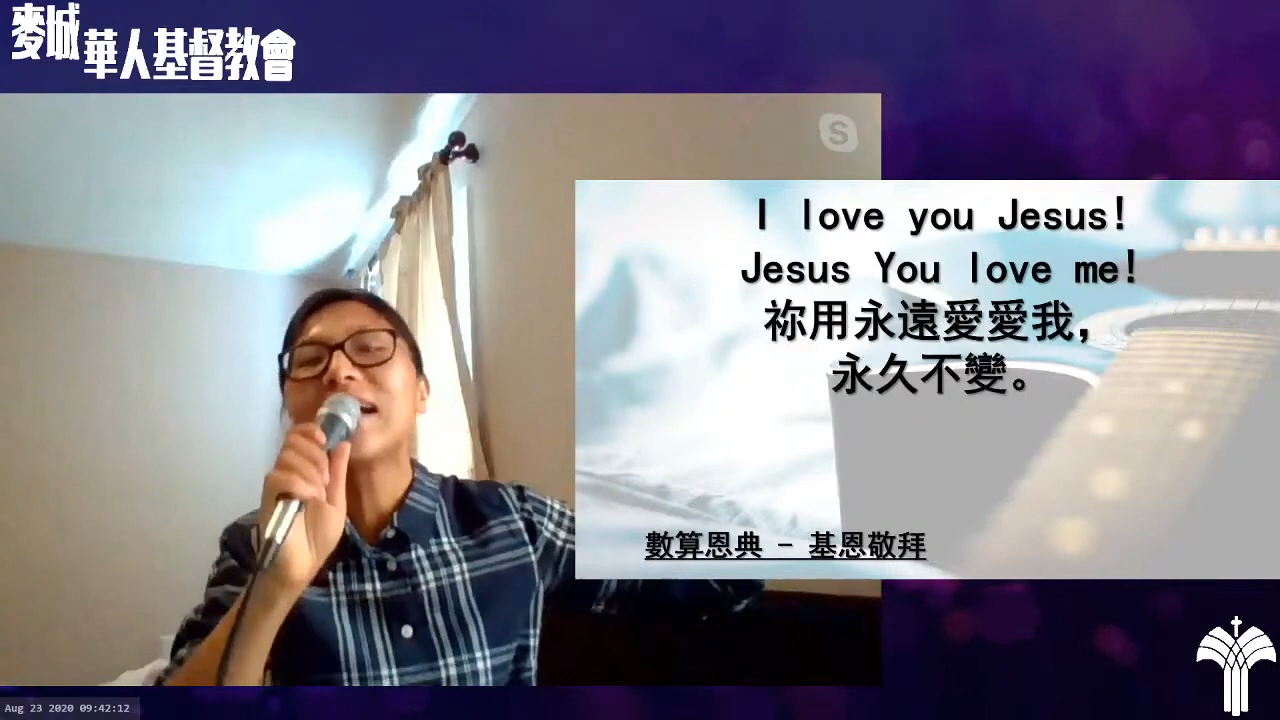 麥城
華人基督教會
S
I love you Jesus!
Jesus You love me!
祢用永遠愛愛我，
永久不變。
數算恩典 - 基恩敬拜
Aug 23 2020 09:42:12